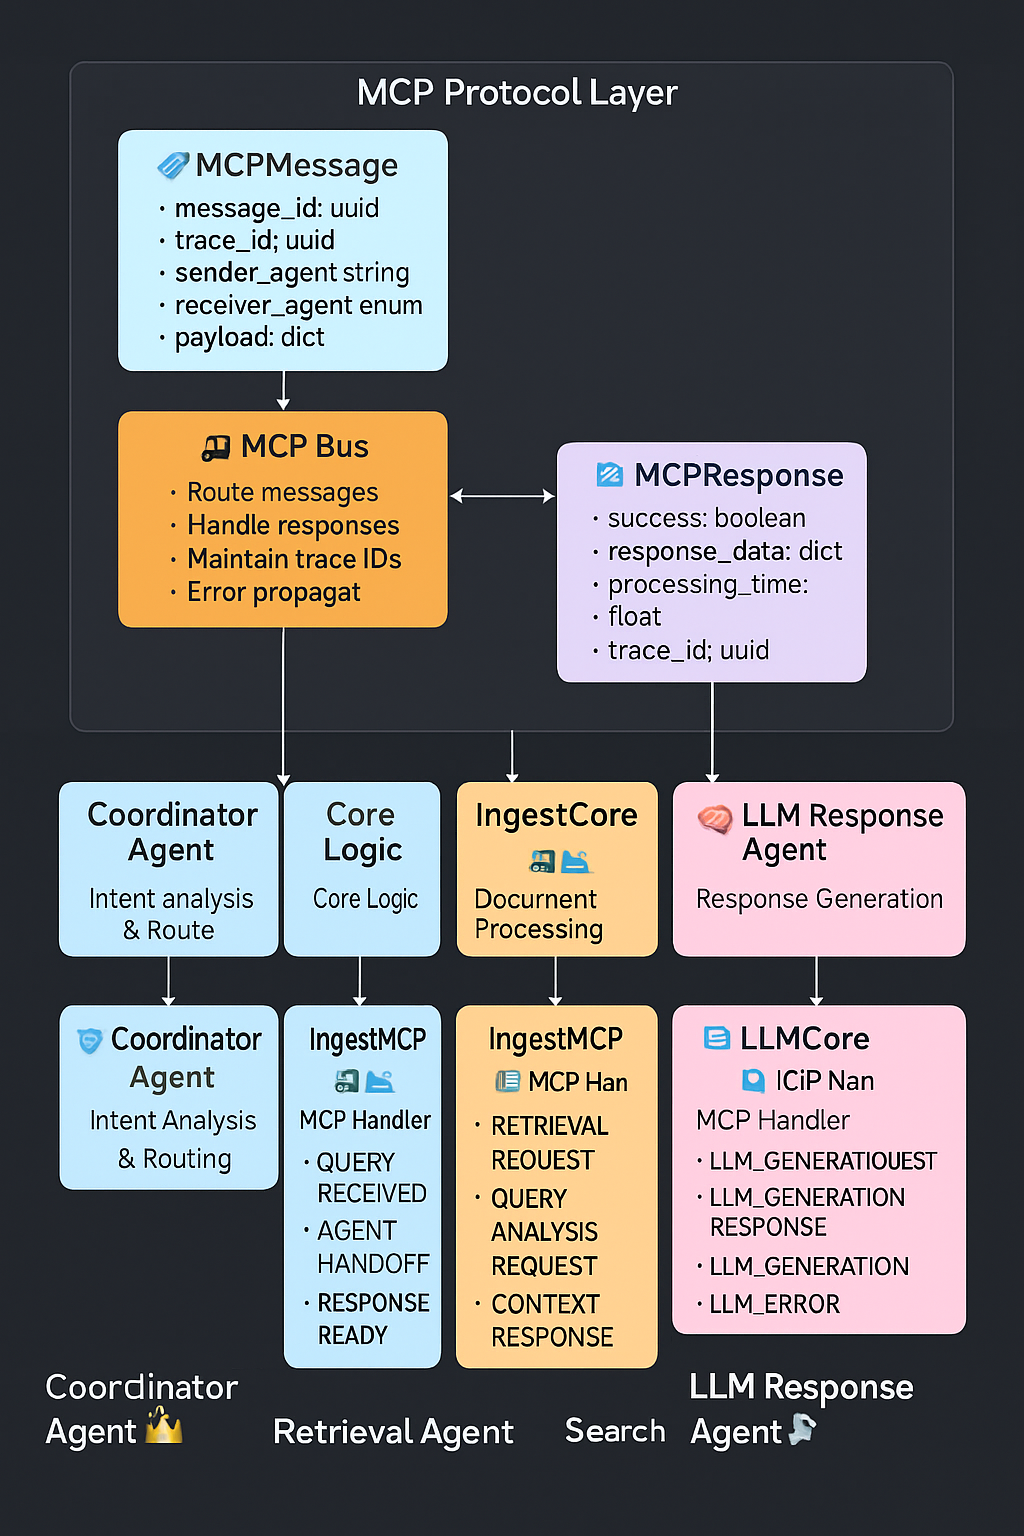 MCP Protocol Layer
MCPMessage
· message_id: uuid
· trace_id; uuid
· sender_agent string
· receiver_agent enum
· payload: dict
MCP Bus
· Route messages
· Handle responses
· Maintain trace IDs
· Error propagat
MCPResponse
· success: boolean
· response_data: dict
· processing_time:
· float
· trace_id; uuid
Coordinator
Agent
Intent analysis
& Route
Core
Logic
Core Logic
IngestCore
Document
Processing
LLM Response
Agent
Response Generation
Coordinator
Agent
Intent Analysis
& Routing
IngestMCP
MCP Handler
· QUERY
RECEIVED
· AGENT
HANDOFF
· RESPONSE
READY
IngestMCP
MCP Han
· RETRIEVAL
REOUEST
· QUERY
ANALYSIS
REQUEST
· CONTEXT
RESPONSE
LLMCore
ICiP Nan
MCP Handler
· LLM_GENERATIOUEST
· LLM_GENERATION
RESPONSE
· LLM_GENERATION
· LLM_ERROR
Coordinator
Agent
Retrieval Agent
Search
LLM Response
Agent